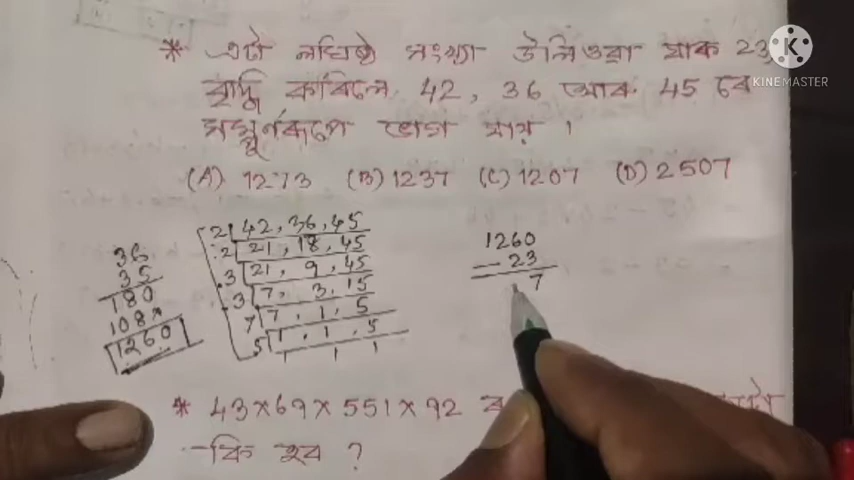 * এটা লঘিষ্ঠ সংখ্যা উলিওৱা যাক 23
বৃদ্ধি কৰিলে 42, 36 আৰু 45 ৰে
সম্পূৰ্ণৰূপে ভাগ যায় ।
(A) 1273 (B) 1237 (C) 1207 (D) 2507
36
35
180
108×
1260
2 42, 36, 45
2 21, 18, 45
3 21, 9, 45
3 7, 3, 15
7 7, 1, 5
5 1, 1, 5
1 1 1
1260
- 23
7
* 43×69×551×92
কি হব ?
K
KINEMASTER